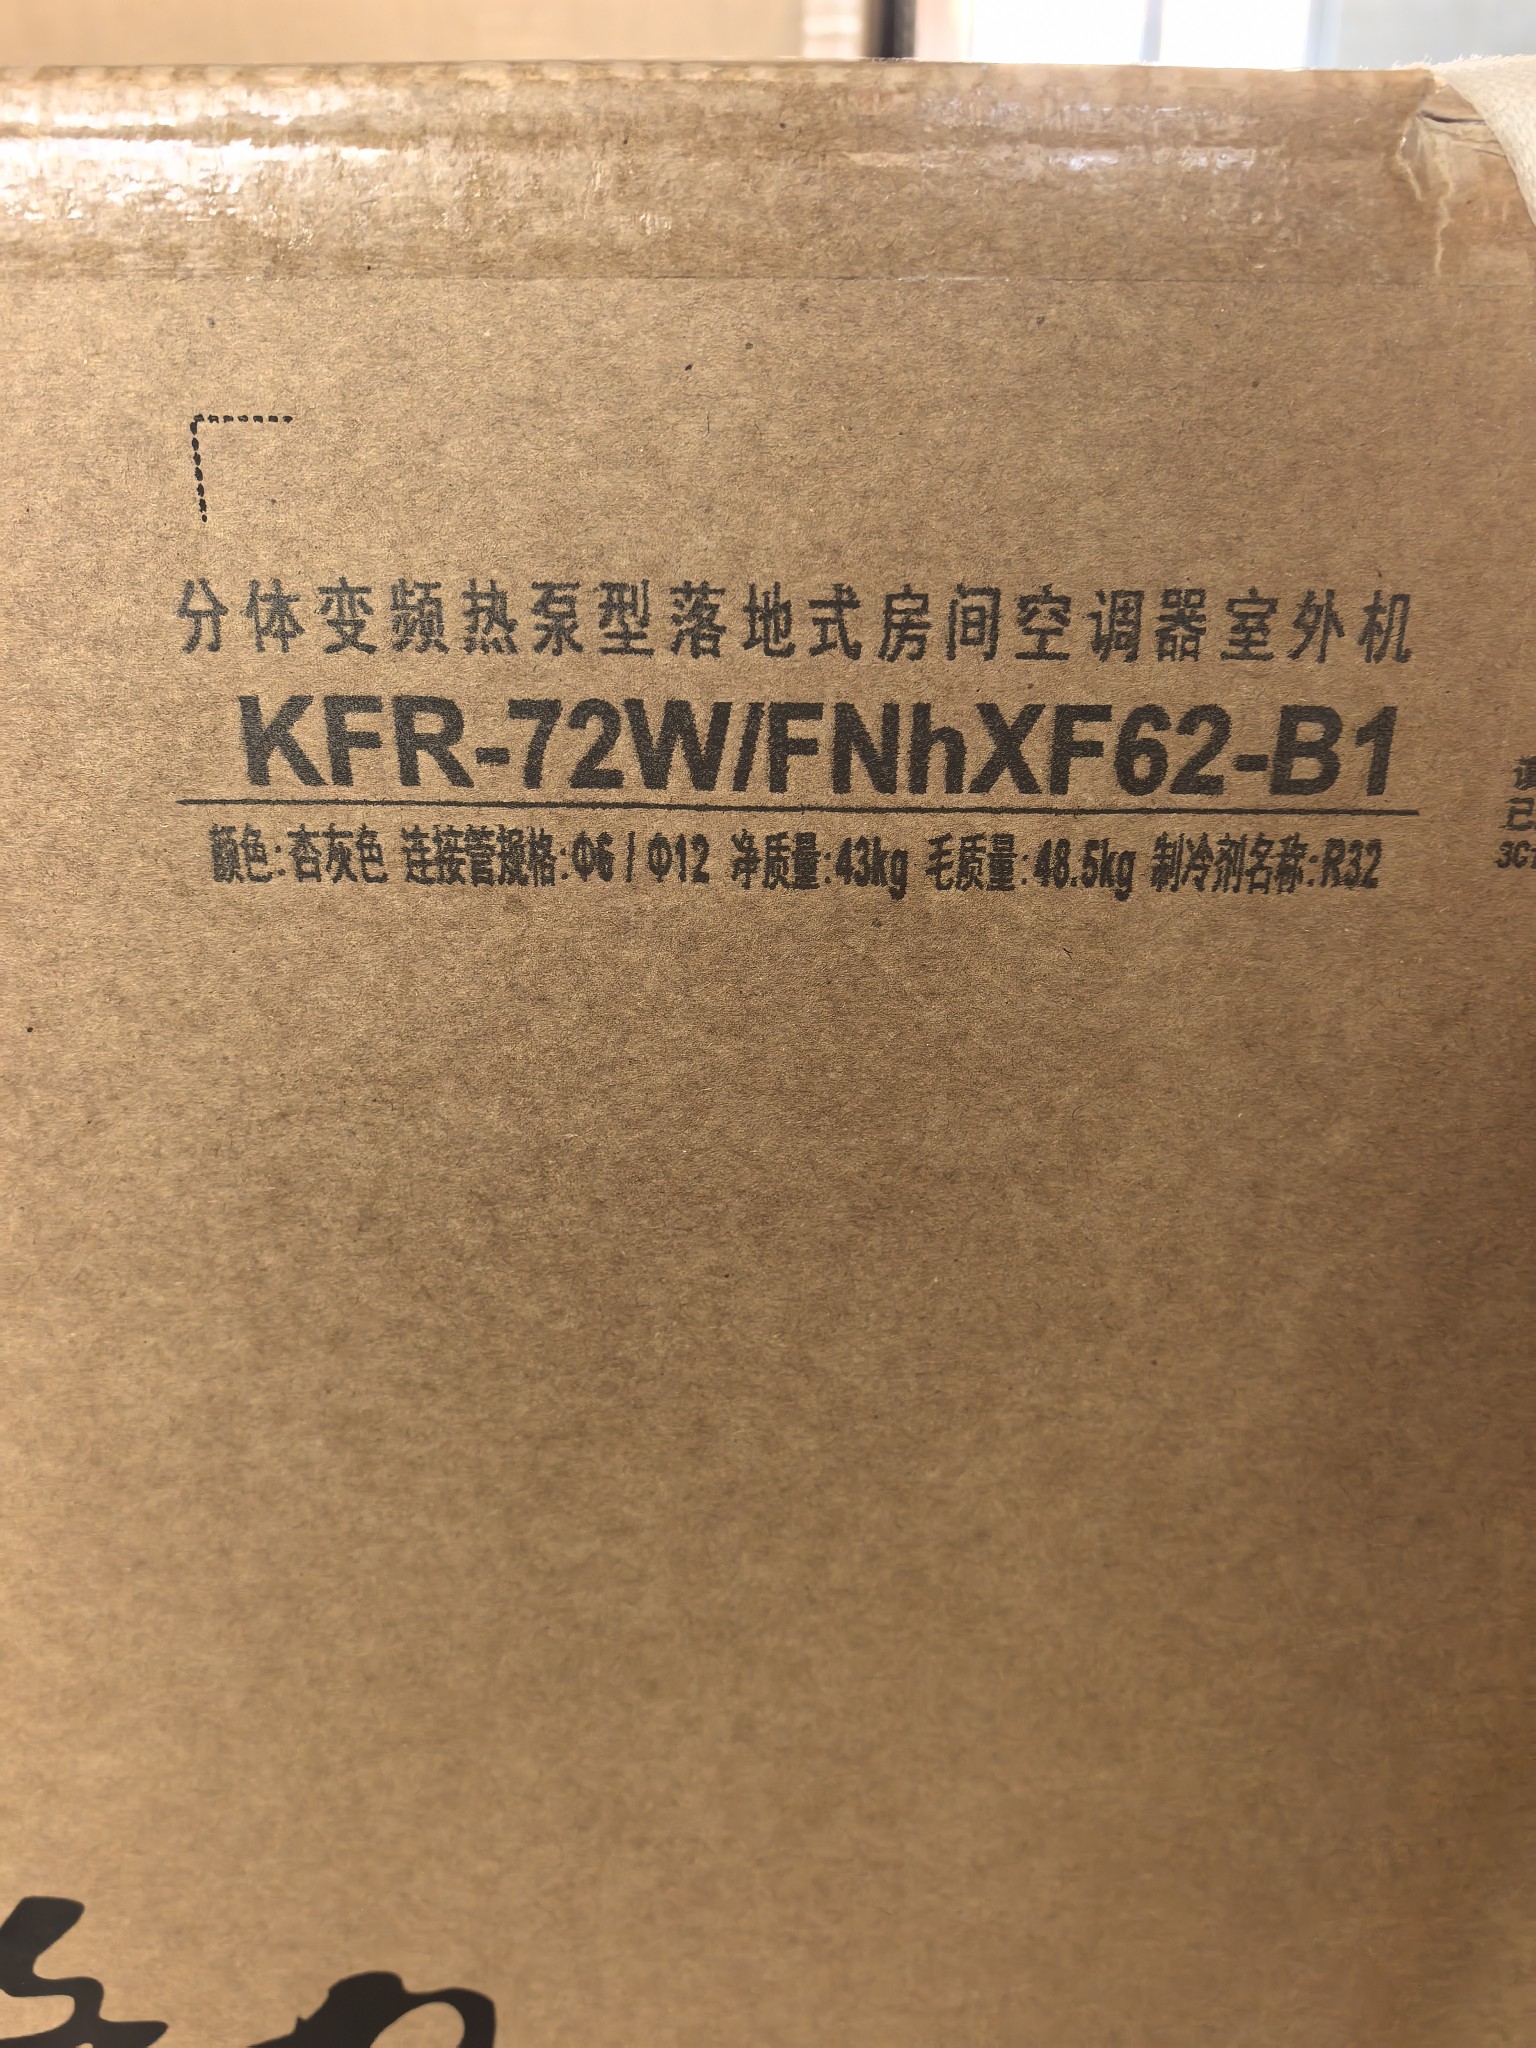 分体变频热泵型落地式房间空调器室外机
KFR-72W/FNhXF62-B1
颜色:杏灰色 连接管规格:Φ6 / Φ12 净质量:43kg 毛质量:48.5kg 制冷剂名称:R32
已